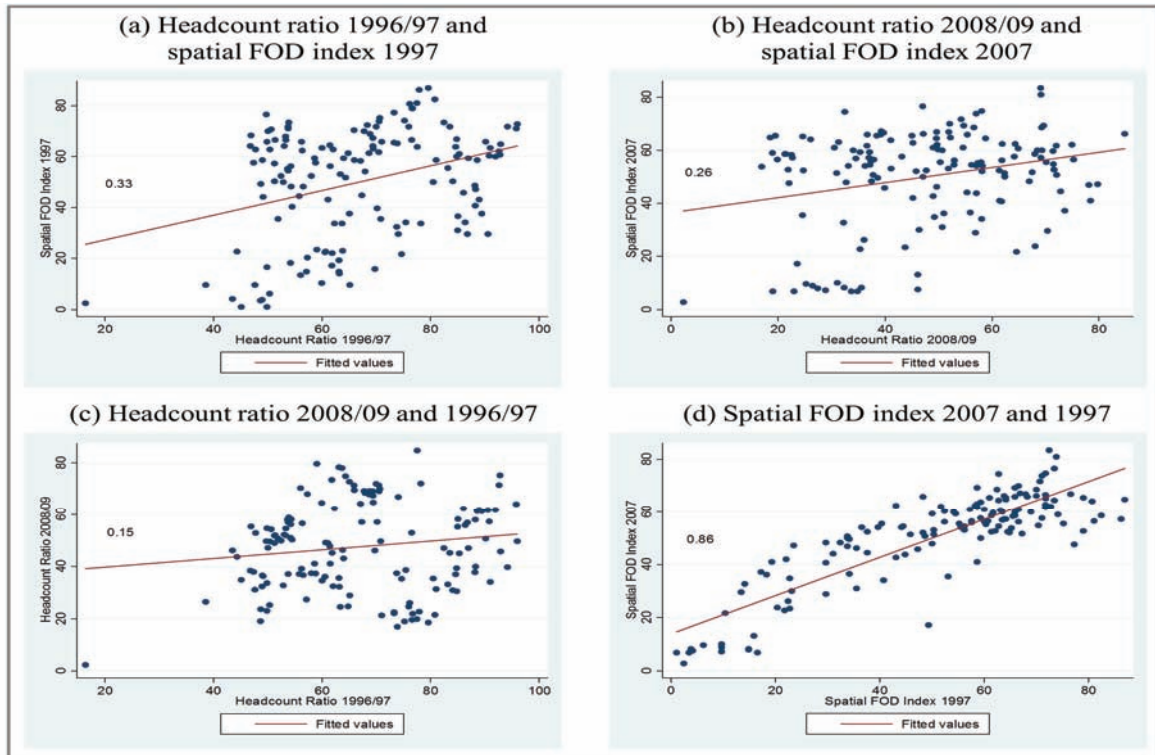 (a) Headcount ratio 1996/97 and
spatial FOD index 1997
Spatial FOD Index 1997
0 20 40 60 80
0.33
20 40 60 80 100
Headcount Ratio 1996/97
Fitted values
(b) Headcount ratio 2008/09 and
spatial FOD index 2007
Spatial FOD Index 2007
0 20 40 60 80
0.26
0 20 40 60 80
Headcount Ratio 2008/09
Fitted values
(c) Headcount ratio 2008/09 and 1996/97
Headcount Ratio 2008/09
0 20 40 60 80
0.15
20 40 60 80 100
Headcount Ratio 1996/97
Fitted values
(d) Spatial FOD index 2007 and 1997
Spatial FOD Index 2007
0 20 40 60 80
0.86
0 20 40 60 80
Spatial FOD Index 1997
Fitted values